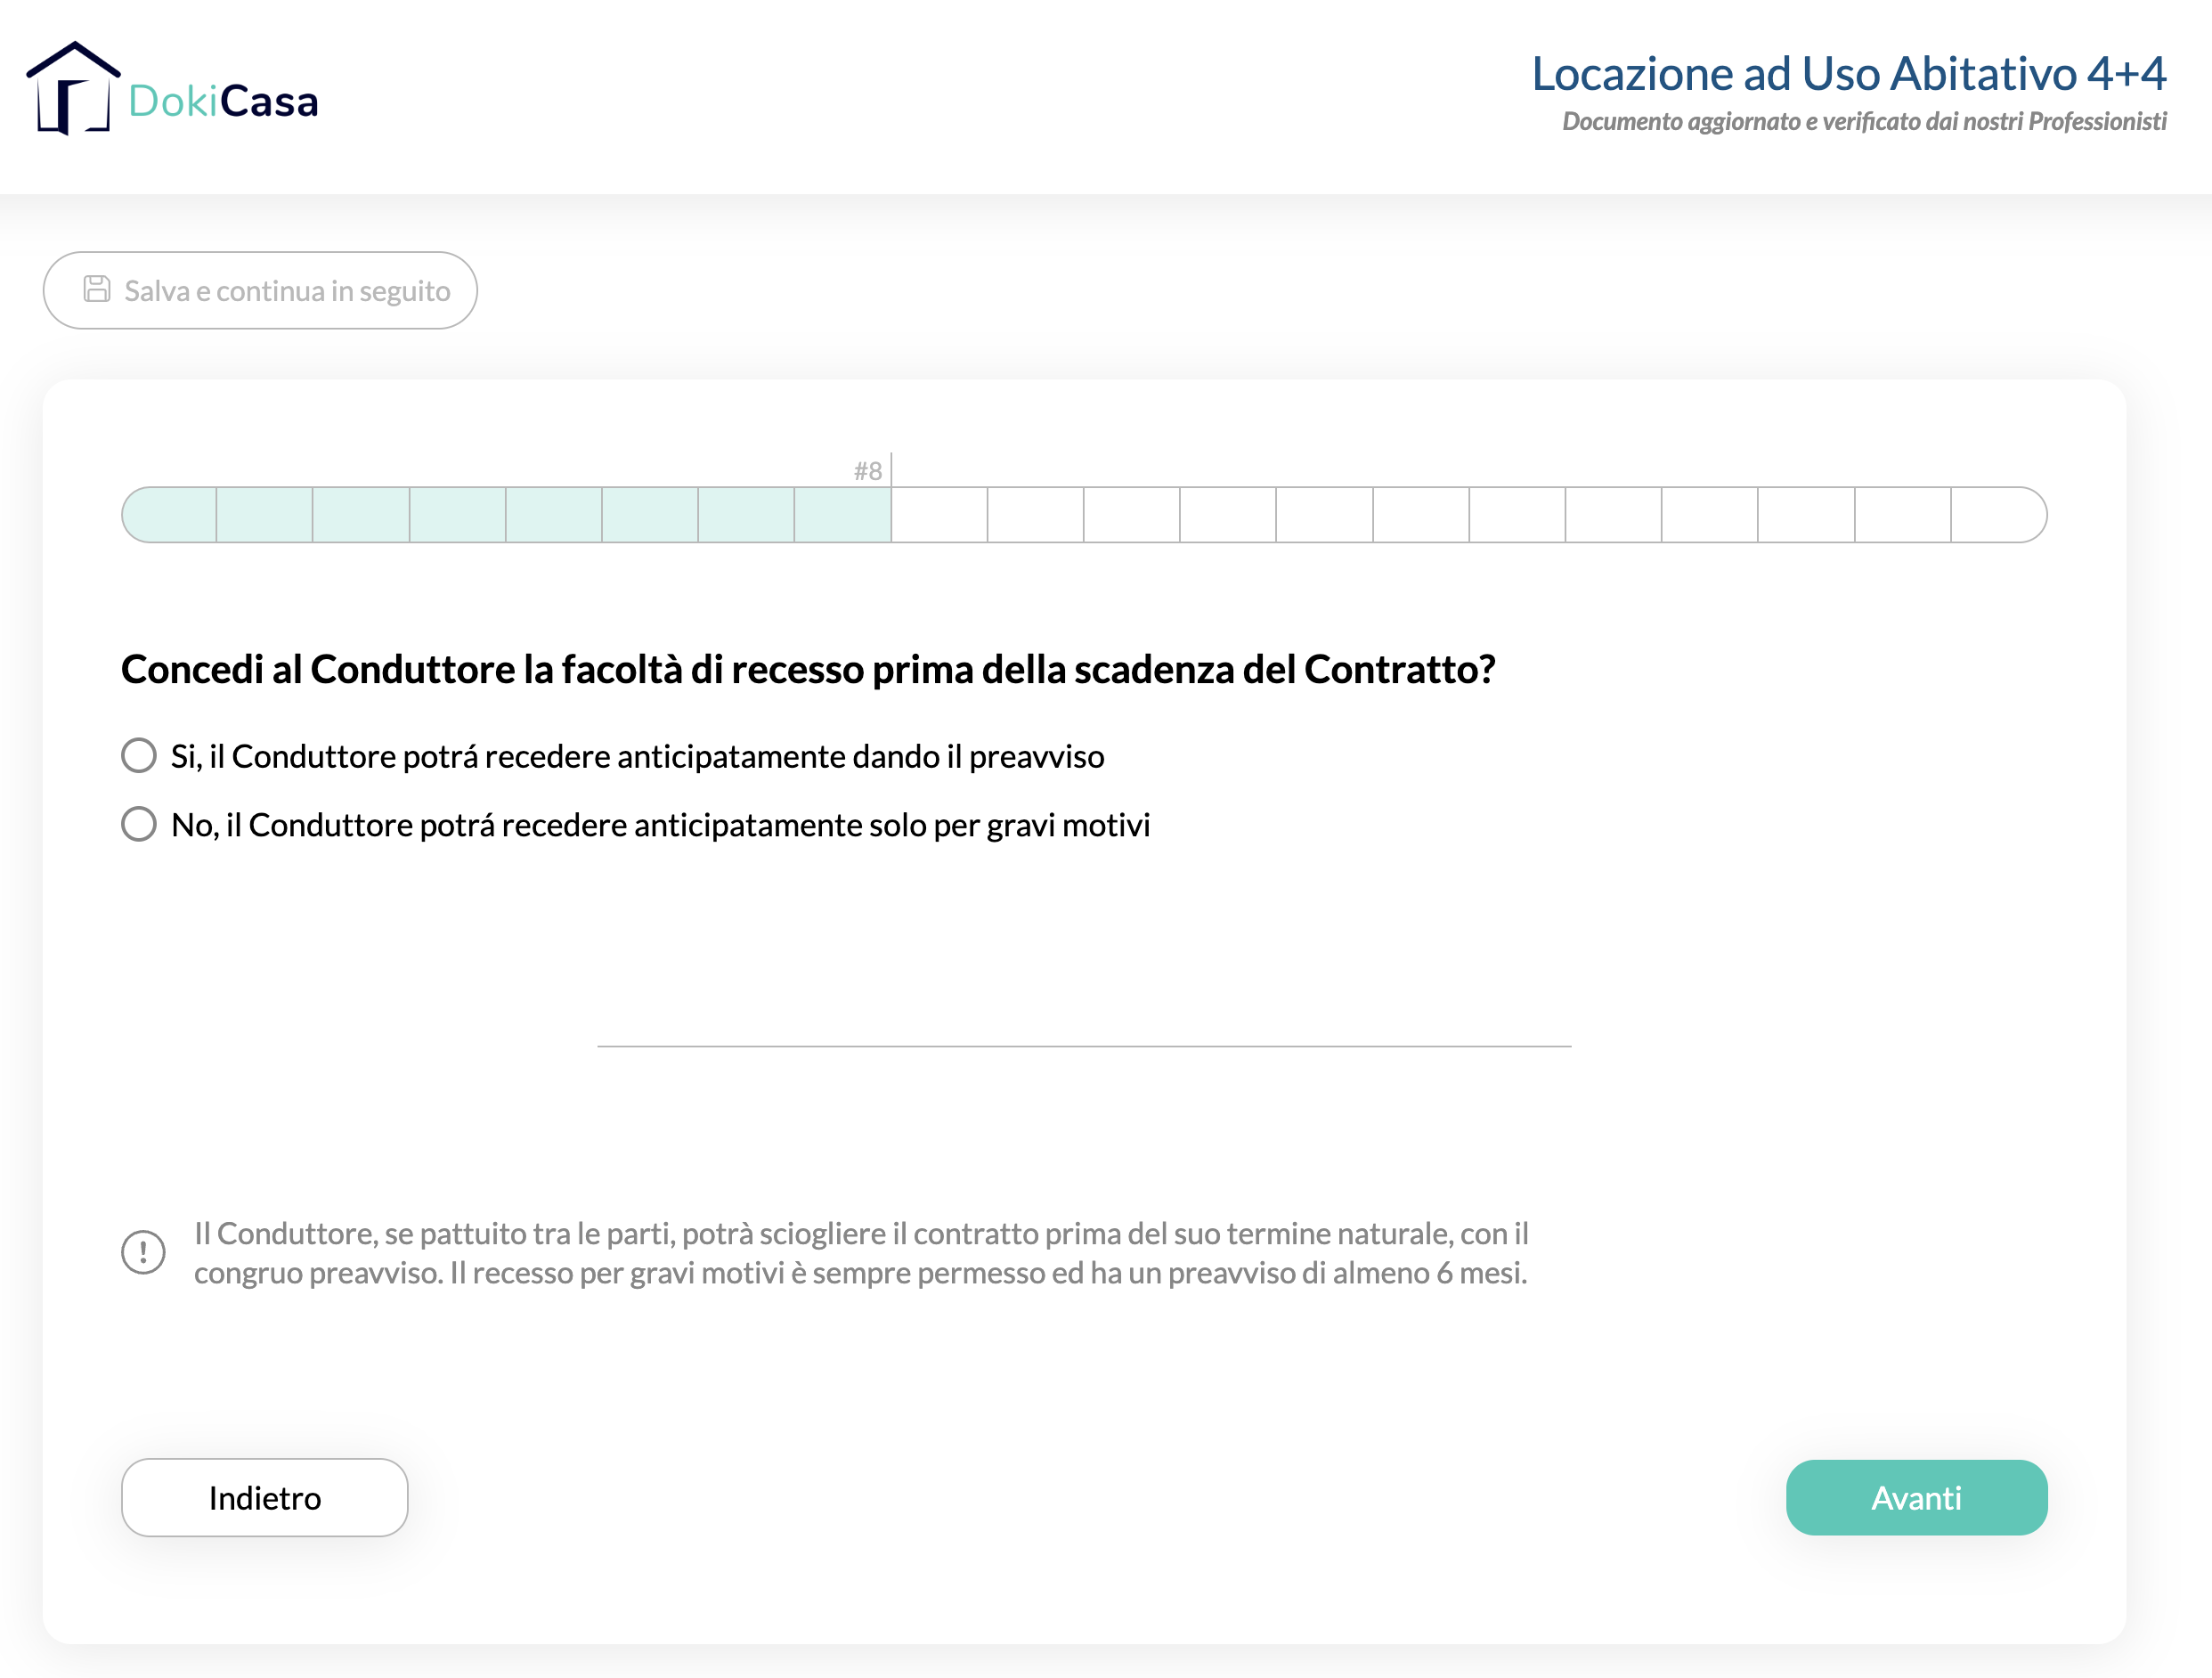 DokiCasa
Locazione ad Uso Abitativo 4+4
Documento aggiornato e verificato dai nostri Professionisti
Salva e continua in seguito
#8
Concedi al Conduttore la facoltà di recesso prima della scadenza del Contratto?
Si, il Conduttore potrá recedere anticipatamente dando il preavviso
No, il Conduttore potrá recedere anticipatamente solo per gravi motivi
Il Conduttore, se pattuito tra le parti, potrà sciogliere il contratto prima del suo termine naturale, con il
congruo preavviso. Il recesso per gravi motivi è sempre permesso ed ha un preavviso di almeno 6 mesi.
Indietro
Avanti